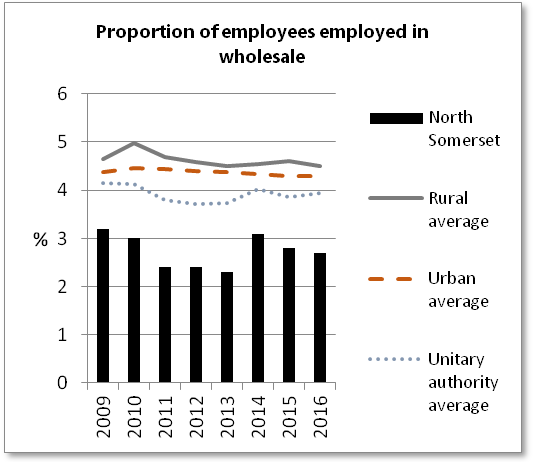 Proportion of employees employed in
wholesale
6
5
4
3
2
1
0
%
2009
2010
2011
2012
2013
2014
2015
2016
North
Somerset
Rural
average
Urban
average
Unitary
authority
average